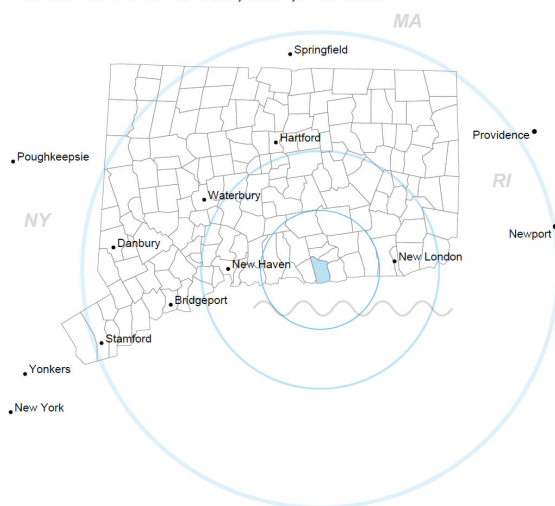 MA
Springfield
Providence
Hartford
Poughkeepsie
RI
Waterbury
NY
Newport
Danbury
New London
New Haven
Bridgeport
Stamford
Yonkers
New York